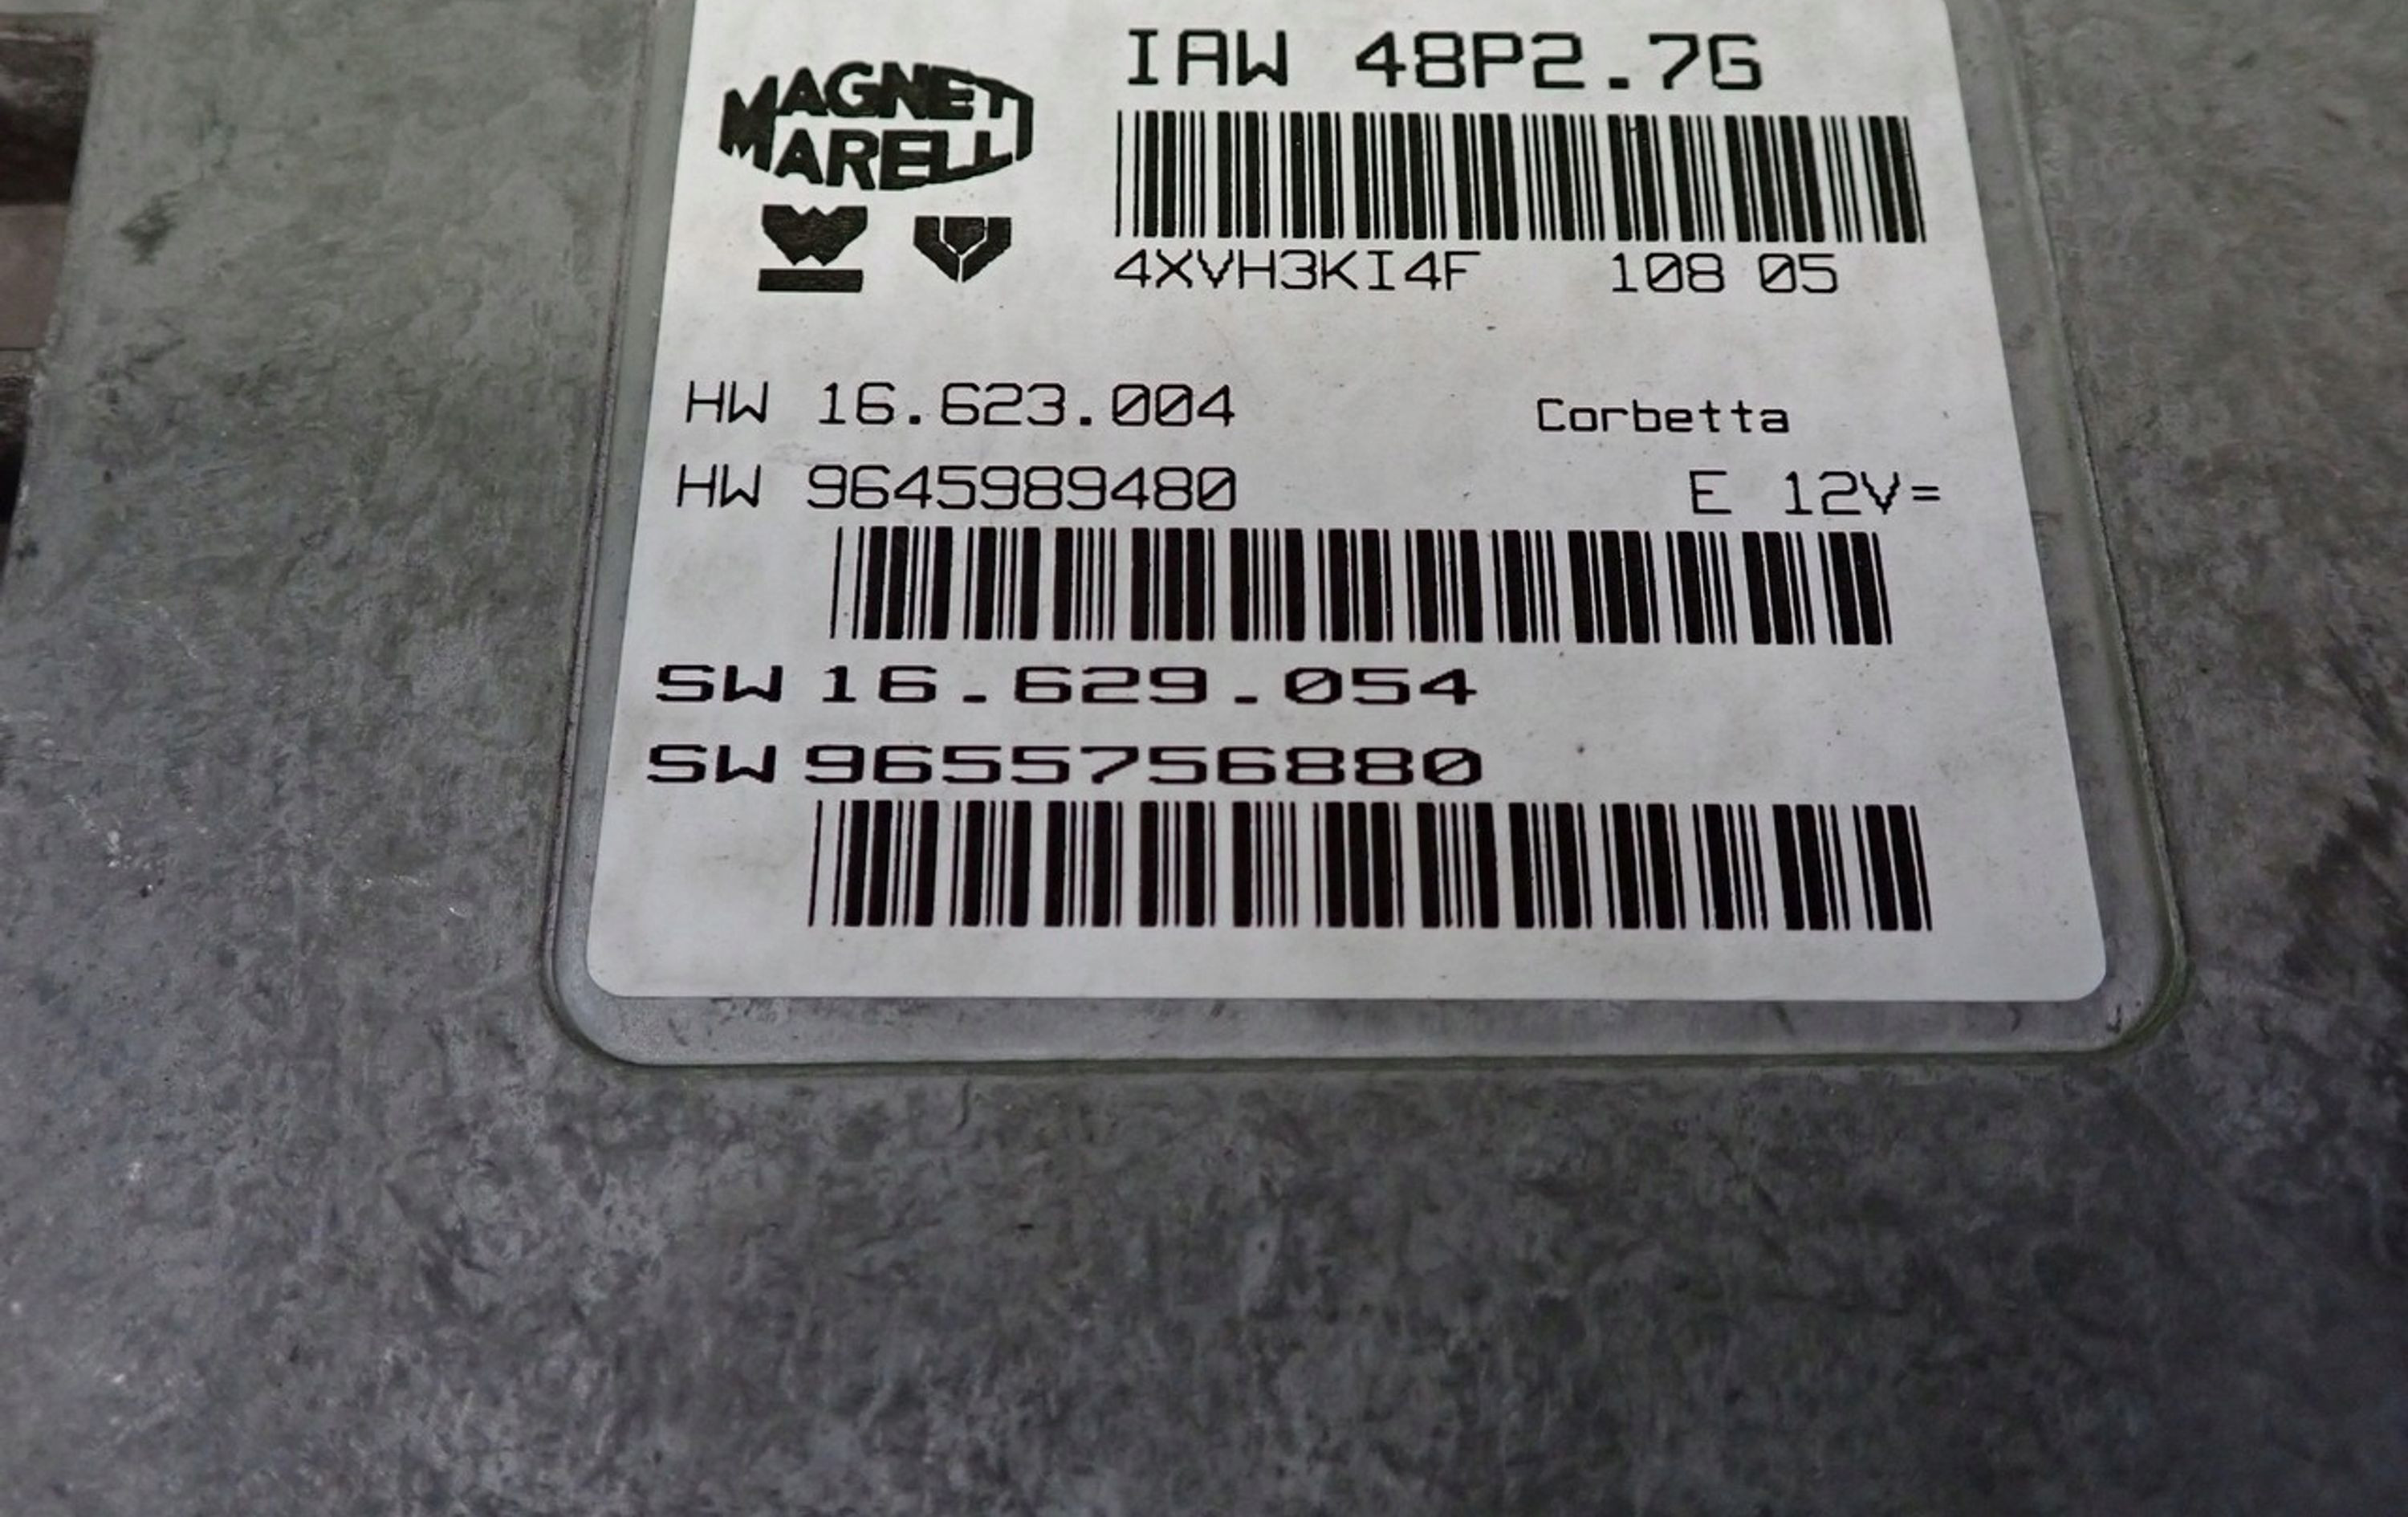 IAW 48P2.7G
MAGNETI
MARELLI
4XVH3KI4F 108 05
HW 16.623.004 Corbetta
HW 9645989480 E 12V=
SW 16.629.054
SW 9655756880